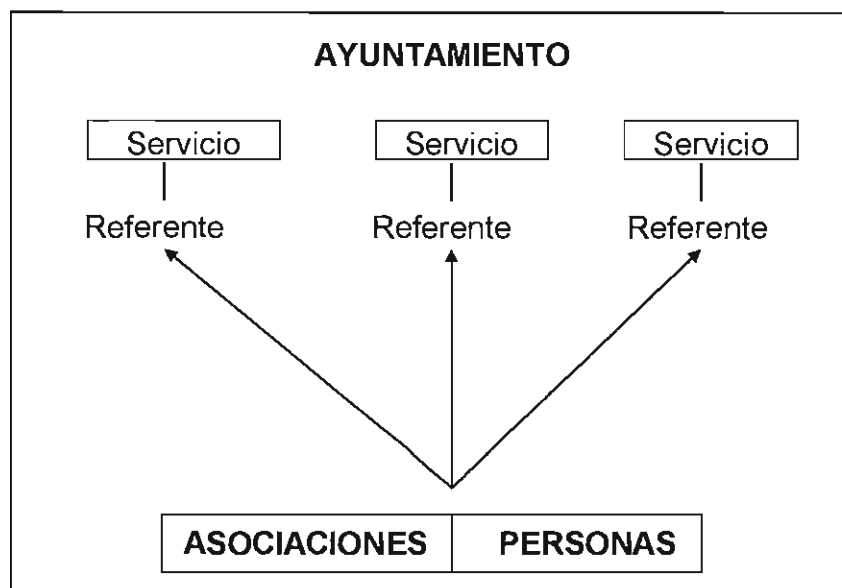 AYUNTAMIENTO
Servicio Servicio Servicio
Referente Referente Referente
ASOCIACIONES PERSONAS